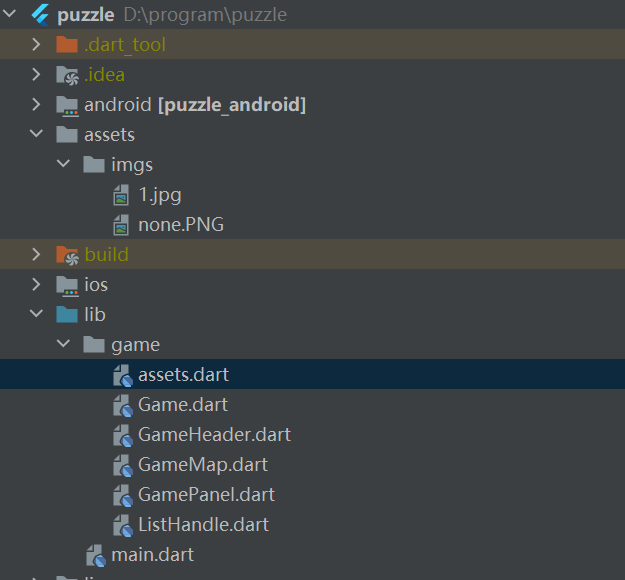 puzzle D:\program\puzzle
.dart_tool
.idea
android [puzzle_android]
assets
imgs
1.jpg
none.PNG
build
ios
lib
game
assets.dart
Game.dart
GameHeader.dart
GameMap.dart
GamePanel.dart
ListHandle.dart
main.dart